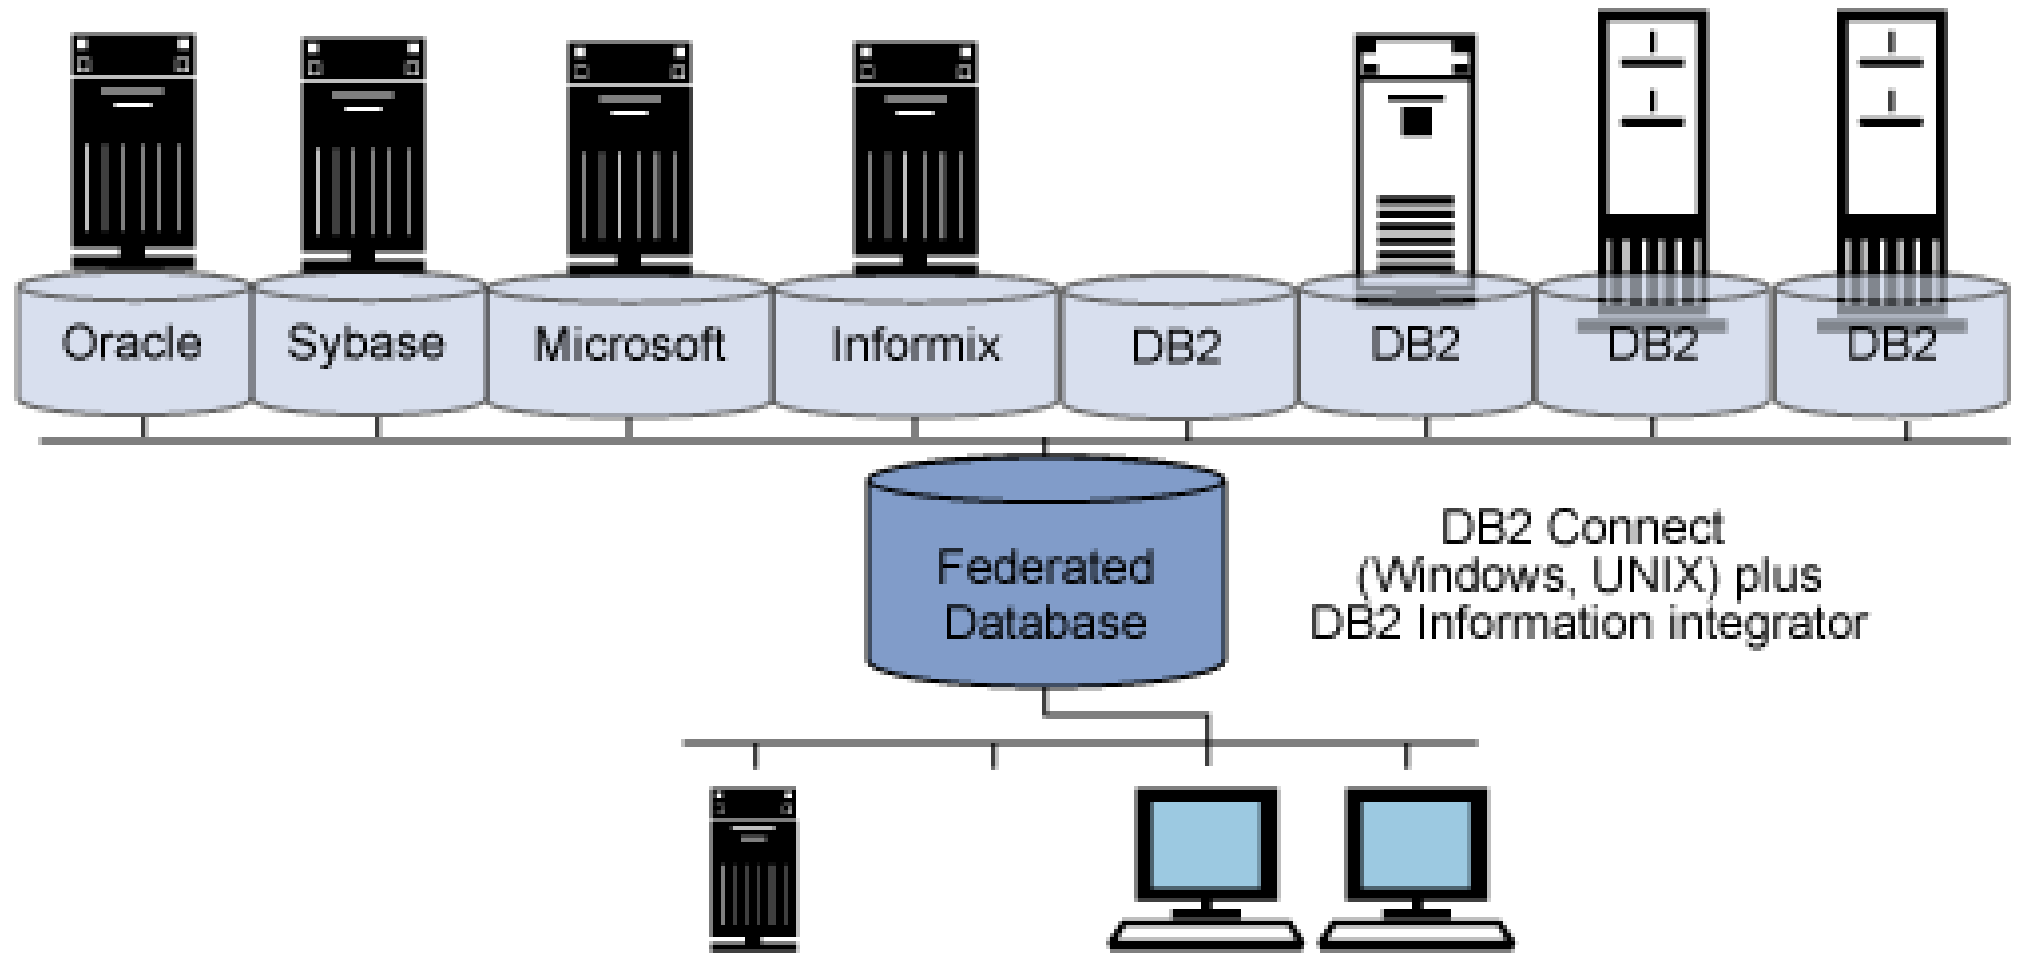 Oracle
Sybase
Microsoft
Informix
DB2
DB2
DB2
DB2
Federated
Database
DB2 Connect
(Windows, UNIX) plus
DB2 Information integrator